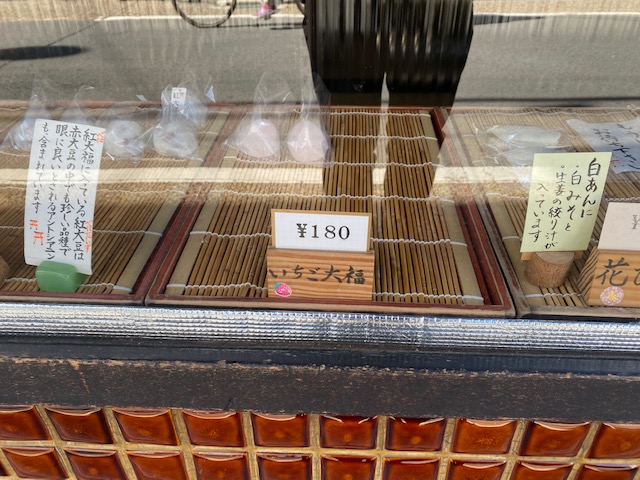 紅大福に入っている紅大豆は
赤大豆の中でも珍しい品種で
眼に良いとされるアントシアニン
も、含まれています。
¥180
いちご大福
白あんに
白みそと
生姜の絞り汁が
入っています
¥
花